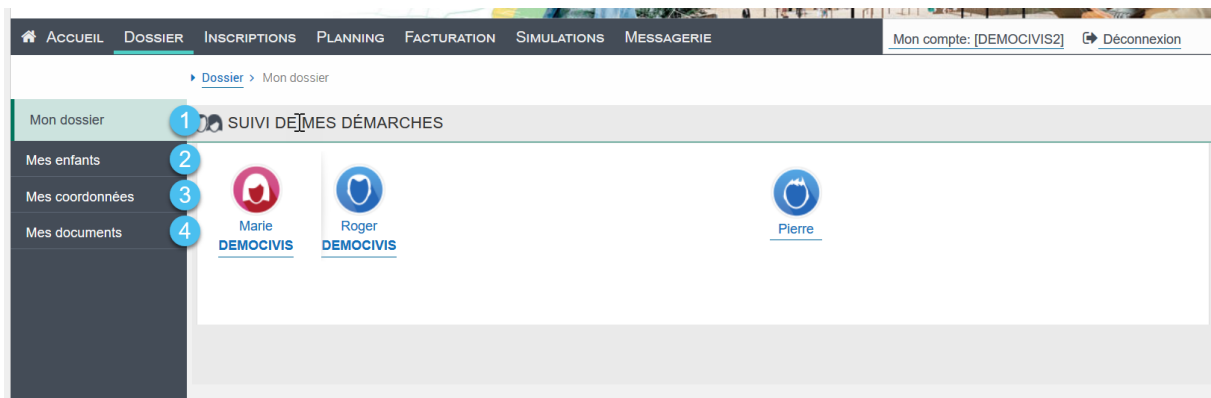 ACCUEIL DOSSIER INSCRIPTIONS PLANNING FACTURATION SIMULATIONS MESSAGERIE Mon compte: [DEMOCIVIS2] Déconnexion
Dossier > Mon dossier
Mon dossier 1 SUIVI DE MES DÉMARCHES
Mes enfants 2
Mes coordonnées 3
Mes documents 4
Marie Roger Pierre
DEMOCIVIS DEMOCIVIS